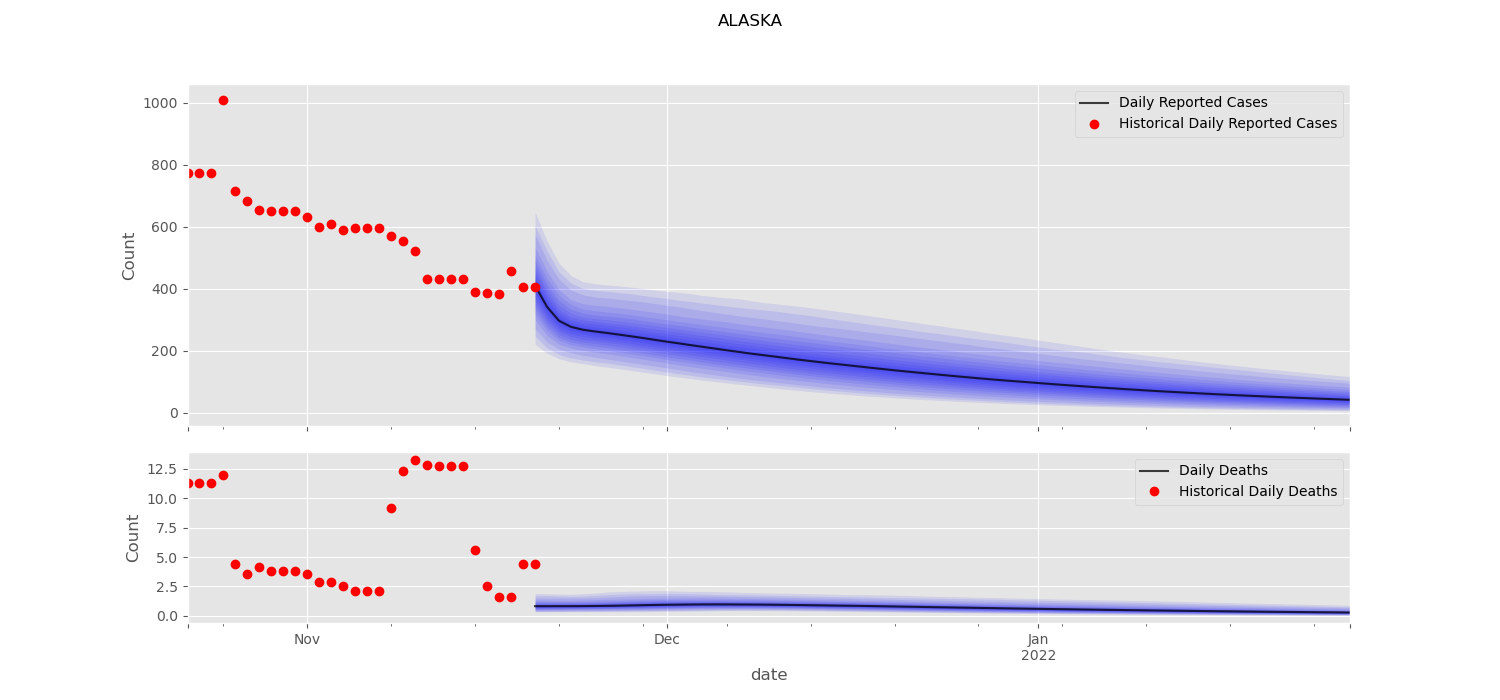 ALASKA
1000
800
600
400
200
0
Count
Daily Reported Cases
Historical Daily Reported Cases
12.5
10.0
7.5
5.0
2.5
0.0
Count
Daily Deaths
Historical Daily Deaths
Nov
Dec
Jan
2022
date